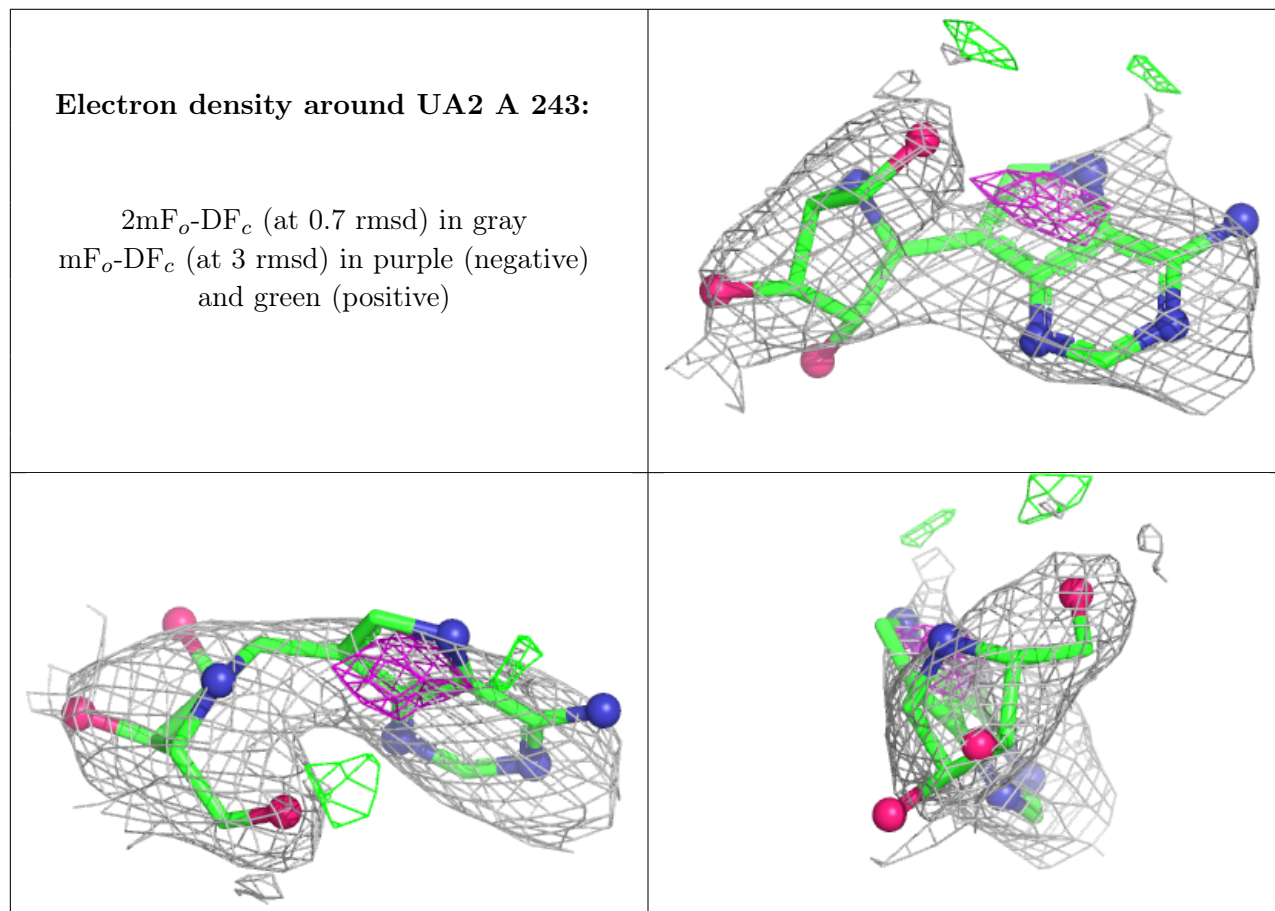 Electron density around UA2 A 243:
2mFo-DFc (at 0.7 rmsd) in gray
mFo-DFc (at 3 rmsd) in purple (negative)
and green (positive)